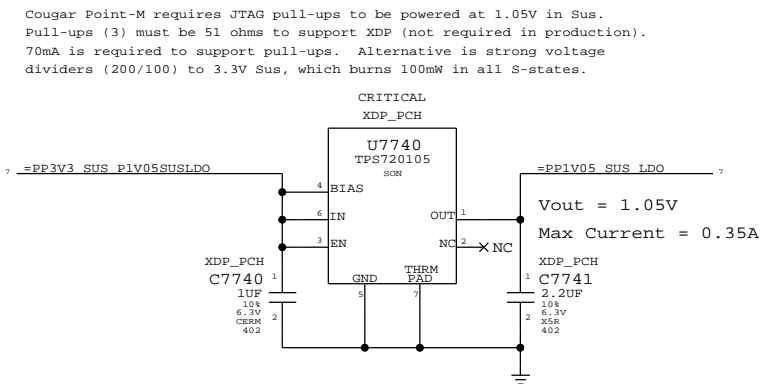 Cougar Point-M requires JTAG pull-ups to be powered at 1.05V in Sus.
Pull-ups (3) must be 51 ohms to support XDP (not required in production).
70mA is required to support pull-ups.  Alternative is strong voltage
dividers (200/100) to 3.3V Sus, which burns 100mW in all S-states.
CRITICAL
XDP_PCH
U7740
TPS720105
SON
7 =PP3V3_SUS_P1V05SUSLDO
=PP1V05_SUS_LDO 7
4 BIAS
6 IN
3 EN
OUT 1
NC 2 NC
GND
5
THRM
PAD
7
Vout = 1.05V
Max Current = 0.35A
XDP_PCH
C7740 1
1UF
10%
6.3V
CERM 2
402
XDP_PCH
1 C7741
2.2UF
10%
6.3V
2 X5R
402